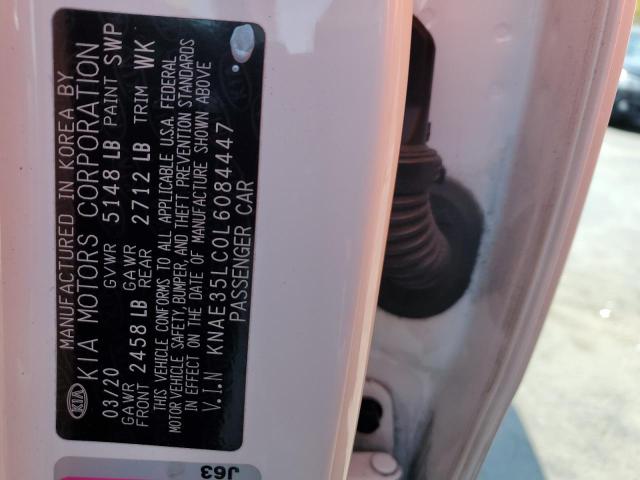 MANUFACTURED IN KOREA BY
KIA KIA MOTORS CORPORATION
03/20 GVWR 5148 LB PAINT SWP
GAWR FRONT 2458 LB GAWR REAR 2712 LB TRIM WK
THIS VEHICLE CONFORMS TO ALL APPLICABLE U.S.A. FEDERAL
MOTOR VEHICLE SAFETY, BUMPER, AND THEFT PREVENTION STANDARDS
IN EFFECT ON THE DATE OF MANUFACTURE SHOWN ABOVE
V.I.N KNAE35LC0L6084447
PASSENGER CAR
J63